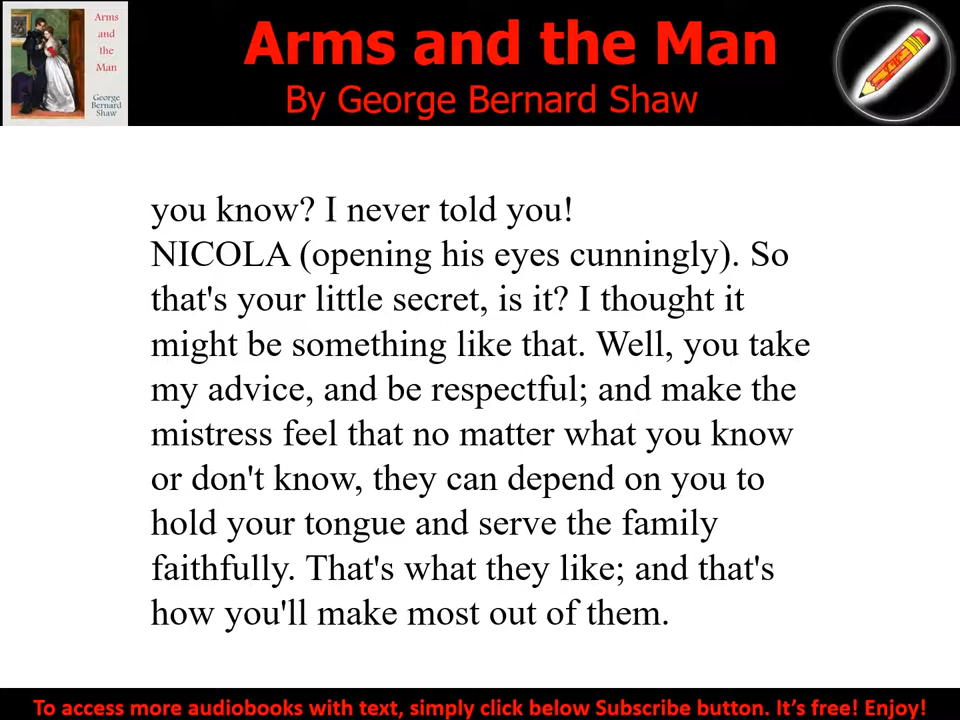 Arms
and
the
Man
George
Bernard
Shaw
Arms and the Man
By George Bernard Shaw
you know? I never told you!
NICOLA (opening his eyes cunningly). So
that's your little secret, is it? I thought it
might be something like that. Well, you take
my advice, and be respectful; and make the
mistress feel that no matter what you know
or don't know, they can depend on you to
hold your tongue and serve the family
faithfully. That's what they like; and that's
how you'll make most out of them.
To access more audiobooks with text, simply click below Subscribe button. It's free! Enjoy!